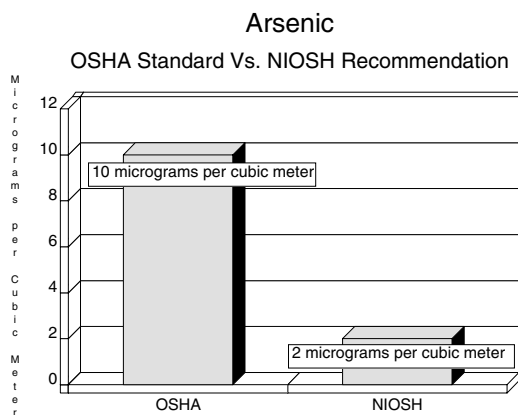 Arsenic
OSHA Standard Vs. NIOSH Recommendation
Micrograms per Cubic Meter
12
10
8
6
4
2
0
10 micrograms per cubic meter
2 micrograms per cubic meter
OSHA
NIOSH